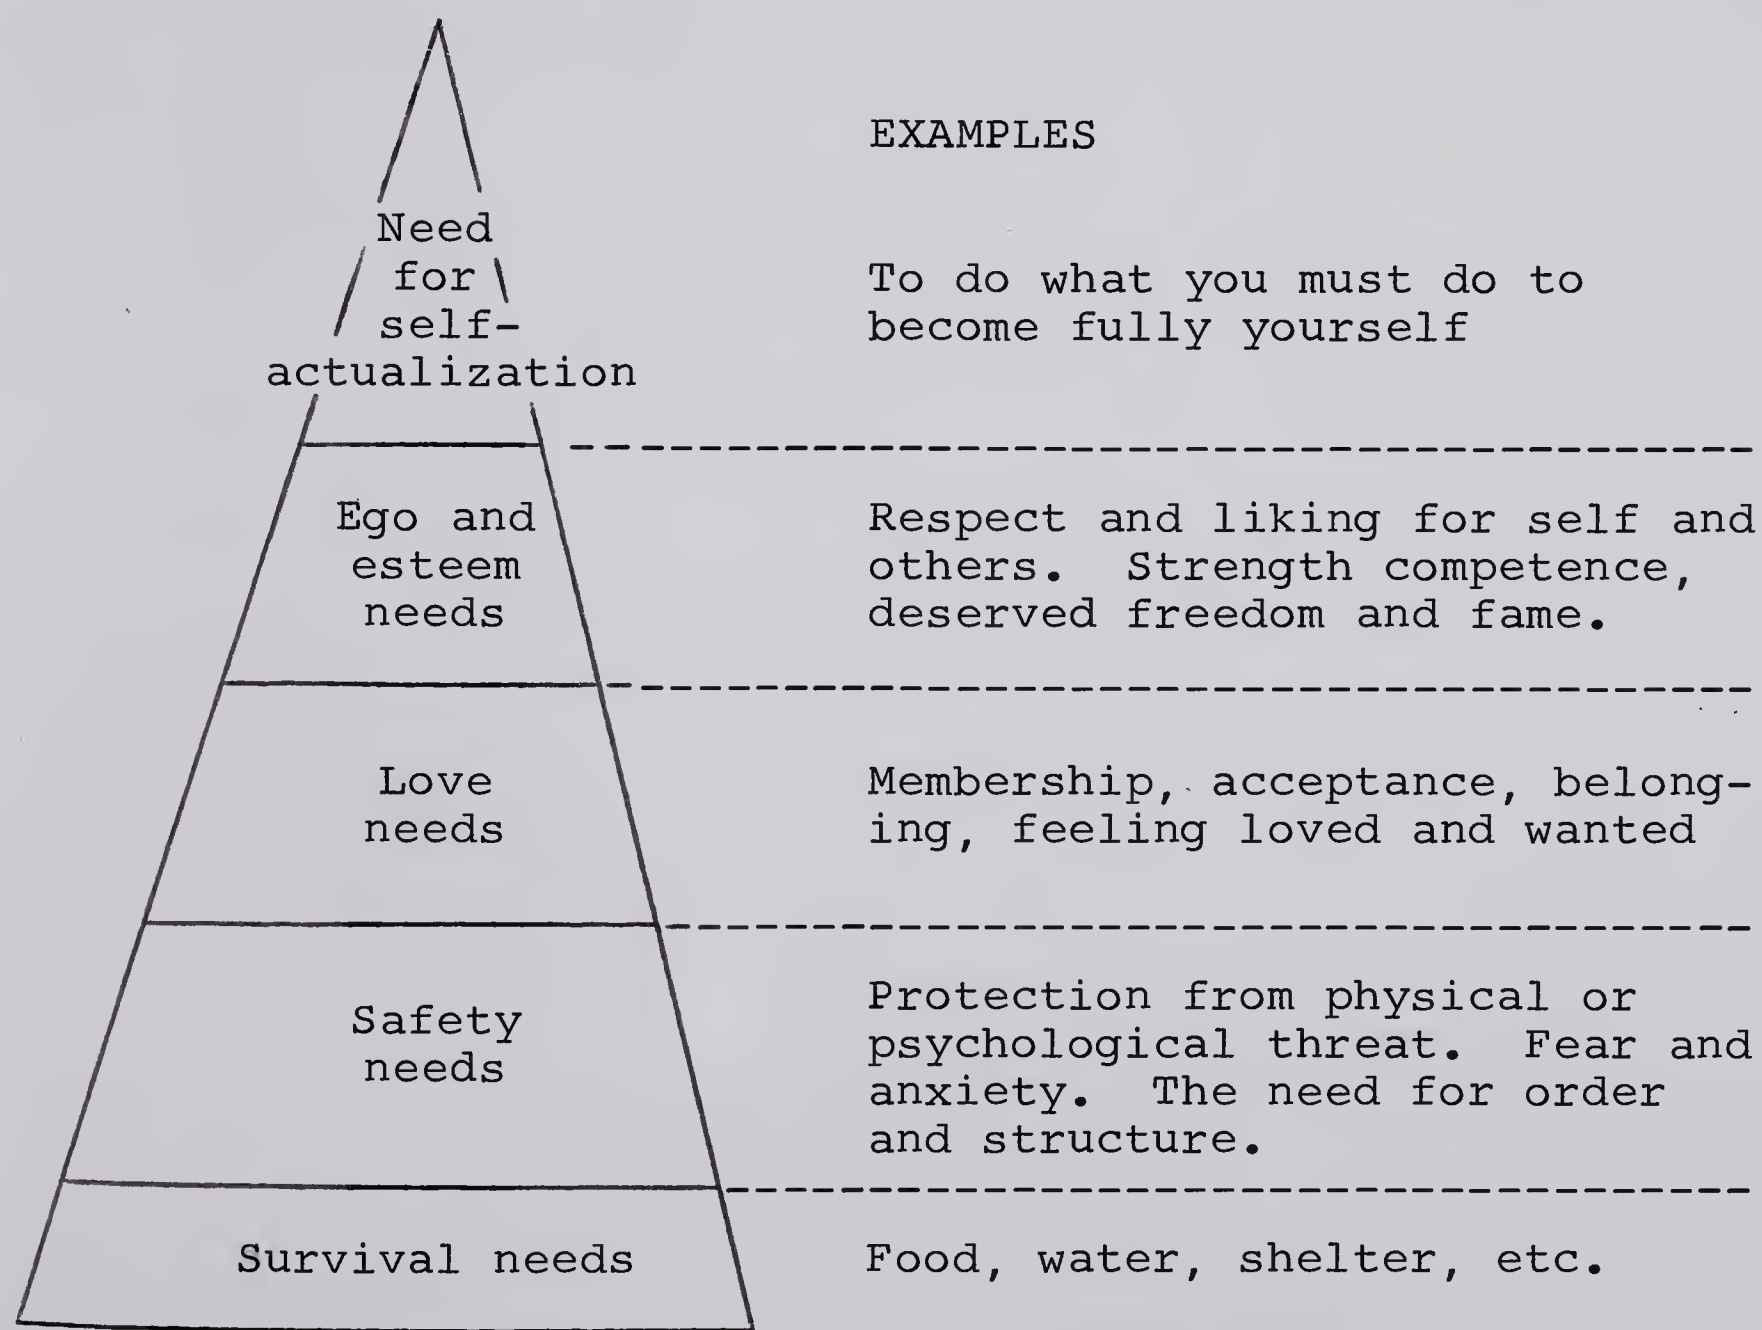 EXAMPLES
Need
for
self-
actualization
To do what you must do to
become fully yourself
Ego and
esteem
needs
Respect and liking for self and
others. Strength competence,
deserved freedom and fame.
Love
needs
Membership, acceptance, belong-
ing, feeling loved and wanted
Safety
needs
Protection from physical or
psychological threat. Fear and
anxiety. The need for order
and structure.
Survival needs
Food, water, shelter, etc.